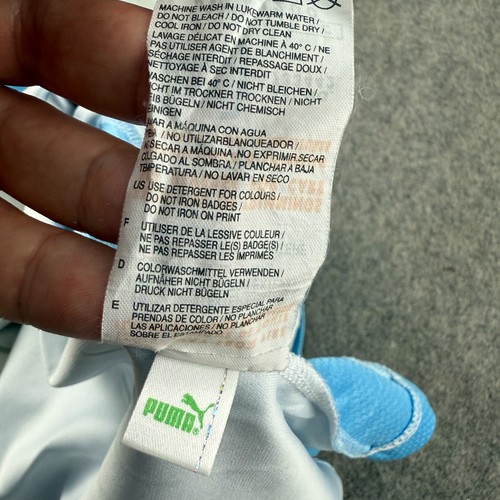 MACHINE WASH IN LUKEWARM WATER /
DO NOT BLEACH / DO NOT TUMBLE DRY /
COOL IRON / DO NOT DRY CLEAN
LAVAGE DÉLICAT EN MACHINE À 40° C / NE
PAS UTILISER AGENT DE BLANCHIMENT /
SÉCHAGE INTERDIT / REPASSAGE DOUX /
NETTOYAGE À SEC INTERDIT
WASCHEN BEI 40° C / NICHT BLEICHEN /
NICHT IM TROCKNER TROCKNEN / NICHT
BÜGELN / NICHT CHEMISCH
A MÁQUINA CON AGUA
/ NO UTILIZAR BLANQUEADOR /
SECAR A MÁQUINA / NO EXPRIMIR, SECAR
COLGADO AL SOMBRA / PLANCHAR A BAJA
TEMPERATURA / NO LAVAR EN SECO
US USE DETERGENT FOR COLOURS /
DO NOT IRON BADGES /
DO NOT IRON ON PRINT
F UTILISER DE LA LESSIVE COULEUR /
NE PAS REPASSER LE(S) BADGE(S) /
NE PAS REPASSER LES IMPRIMÉS
D COLORWASCHMITTEL VERWENDEN /
AUFNÄHER NICHT BÜGELN /
DRUCK NICHT BÜGELN
E UTILIZAR DETERGENTE ESPECIAL PARA
PRENDAS DE COLOR / NO PLANCHAR
LAS APLICACIONES / NO PLANCHAR
SOBRE EL ESTAMPADO
PUMA